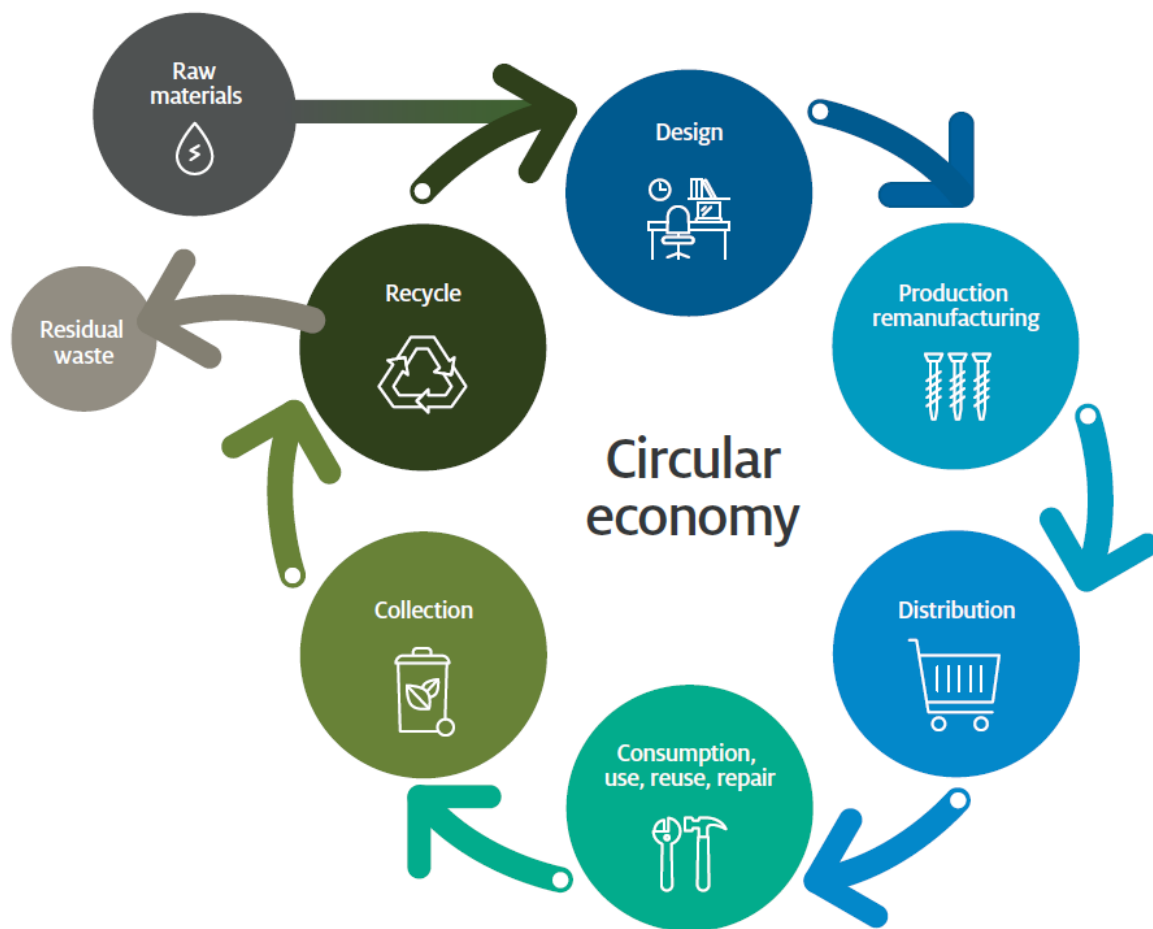 Raw
materials
Design
Production
remanufacturing
Distribution
Consumption,
use, reuse, repair
Collection
Recycle
Residual
waste
Circular
economy